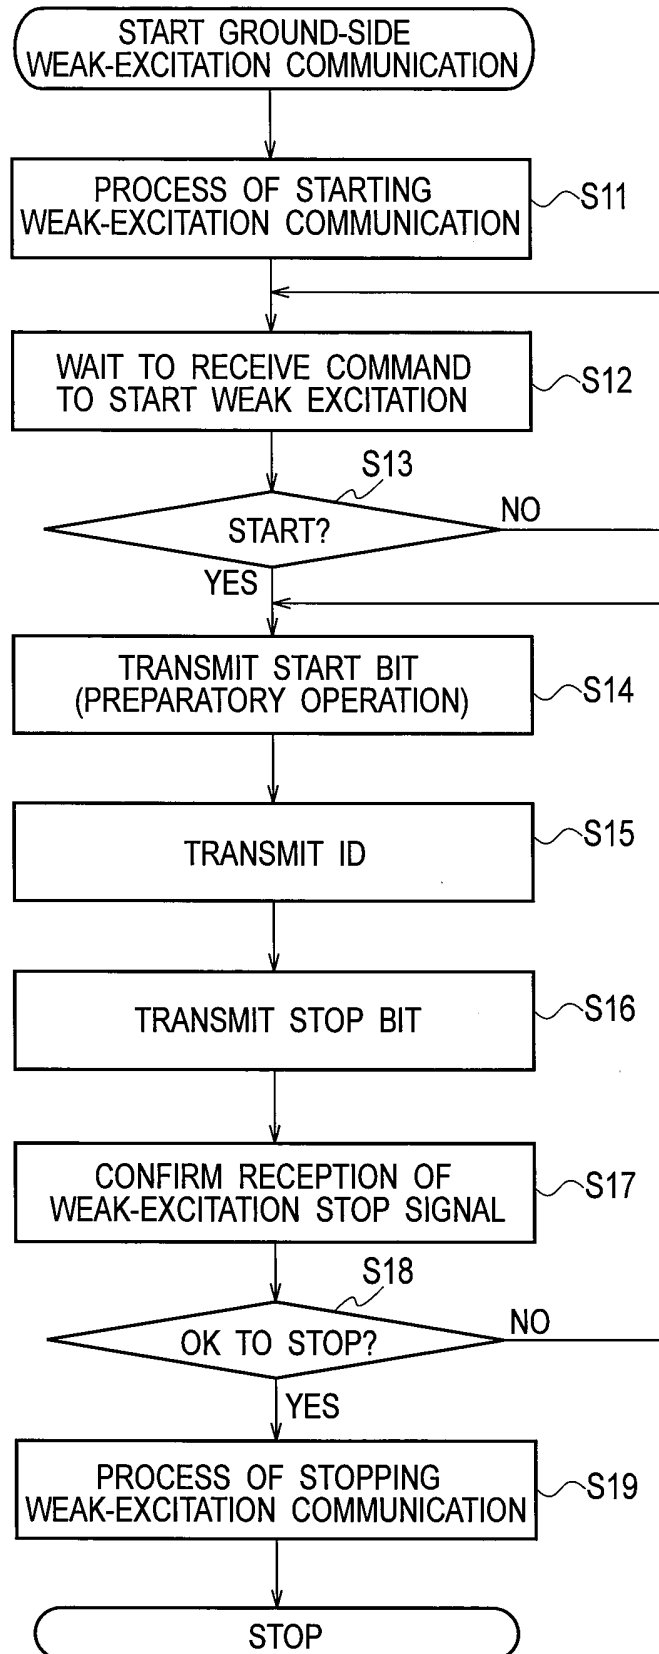 START GROUND-SIDE
WEAK-EXCITATION COMMUNICATION
PROCESS OF STARTING
WEAK-EXCITATION COMMUNICATION
S11
WAIT TO RECEIVE COMMAND
TO START WEAK EXCITATION
S12
S13
START?
NO
YES
TRANSMIT START BIT
(PREPARATORY OPERATION)
S14
TRANSMIT ID
S15
TRANSMIT STOP BIT
S16
CONFIRM RECEPTION OF
WEAK-EXCITATION STOP SIGNAL
S17
S18
OK TO STOP?
NO
YES
PROCESS OF STOPPING
WEAK-EXCITATION COMMUNICATION
S19
STOP